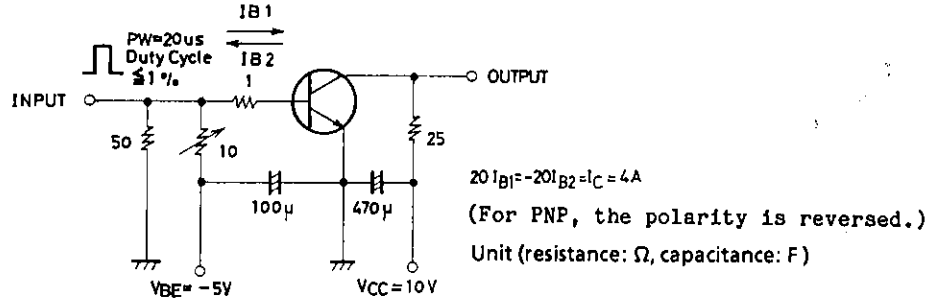 IB1
PW=20us
Duty Cycle
≦1%
IB2
1
INPUT
OUTPUT
50
10
25
100μ
470μ
VBE=-5V
VCC=10V
20IB1=-20IB2=IC=4A
(For PNP, the polarity is reversed.)
Unit (resistance: Ω, capacitance: F)